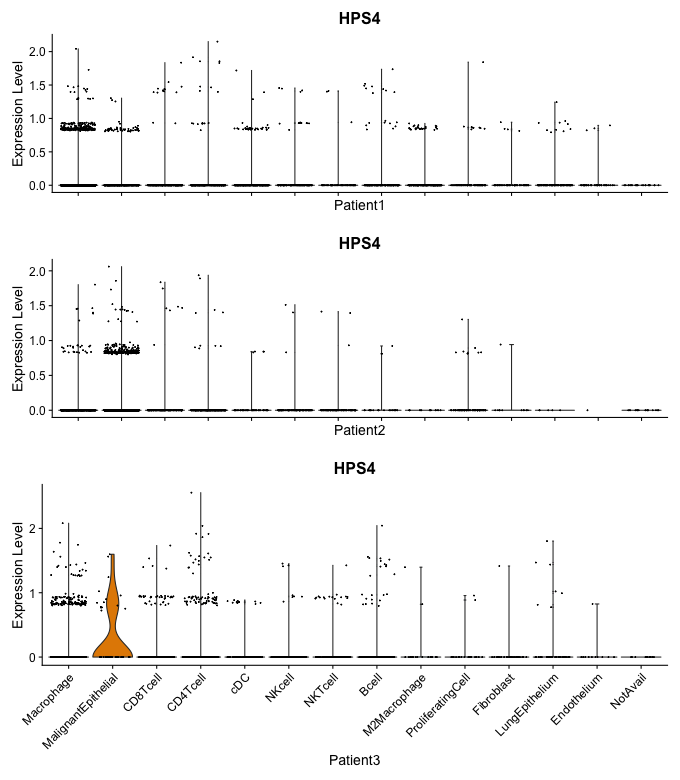 HPS4
Expression Level
2.0
1.5
1.0
0.5
0.0
Patient1
HPS4
Expression Level
2.0
1.5
1.0
0.5
0.0
Patient2
HPS4
Expression Level
2
1
0
Macrophage
MalignantEpithelial
CD8Tcell
CD4Tcell
cDC
NKcell
NKTcell
Bcell
M2Macrophage
ProliferatingCell
Fibroblast
LungEpithelium
Endothelium
NotAvail
Patient3